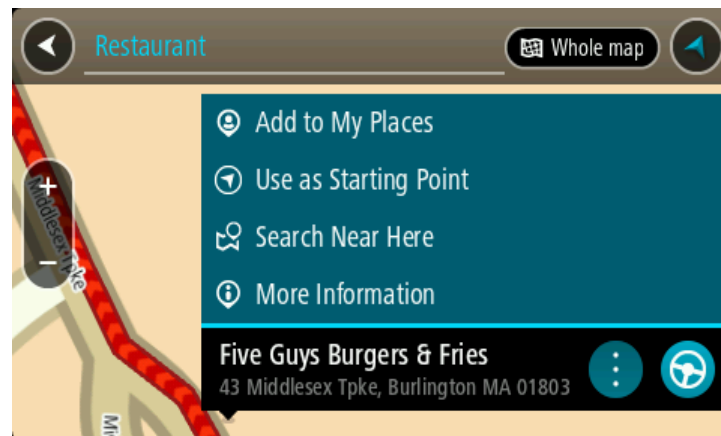 Restaurant
Whole map
Add to My Places
Use as Starting Point
Search Near Here
More Information
Five Guys Burgers & Fries
43 Middlesex Tpke, Burlington MA 01803
+
Middlesex Tpke
–
Mi